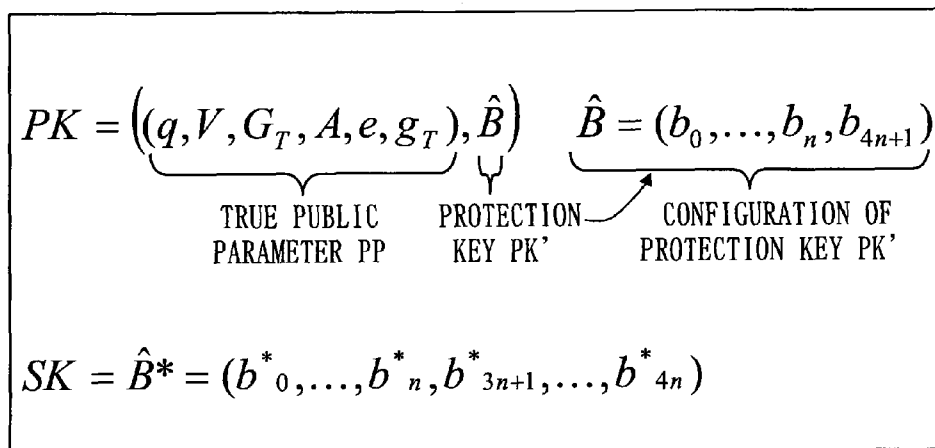 PK = ((q, V, G_T, A, e, g_T), B̂)    B̂ = (b_0, ..., b_n, b_{4n+1})
TRUE PUBLIC PARAMETER PP
PROTECTION KEY PK’
CONFIGURATION OF PROTECTION KEY PK’
SK = B̂* = (b*_0, ..., b*_n, b*_{3n+1}, ..., b*_{4n})